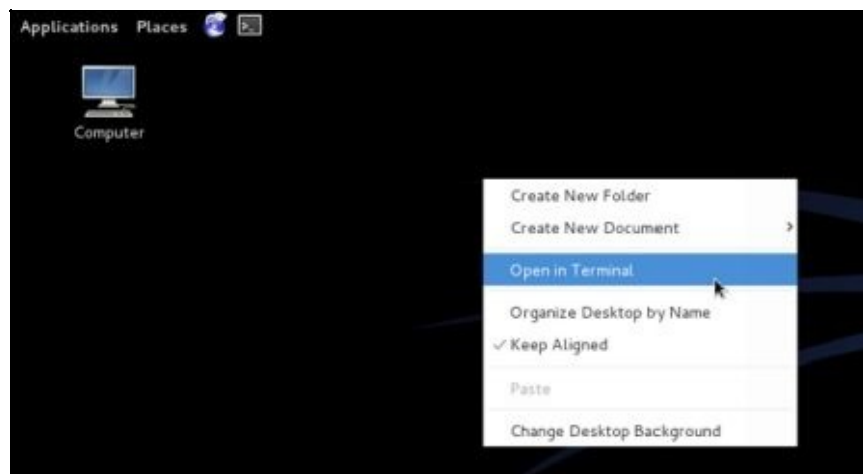 Applications Places
Computer
Create New Folder
Create New Document
Open in Terminal
Organize Desktop by Name
Keep Aligned
Paste
Change Desktop Background